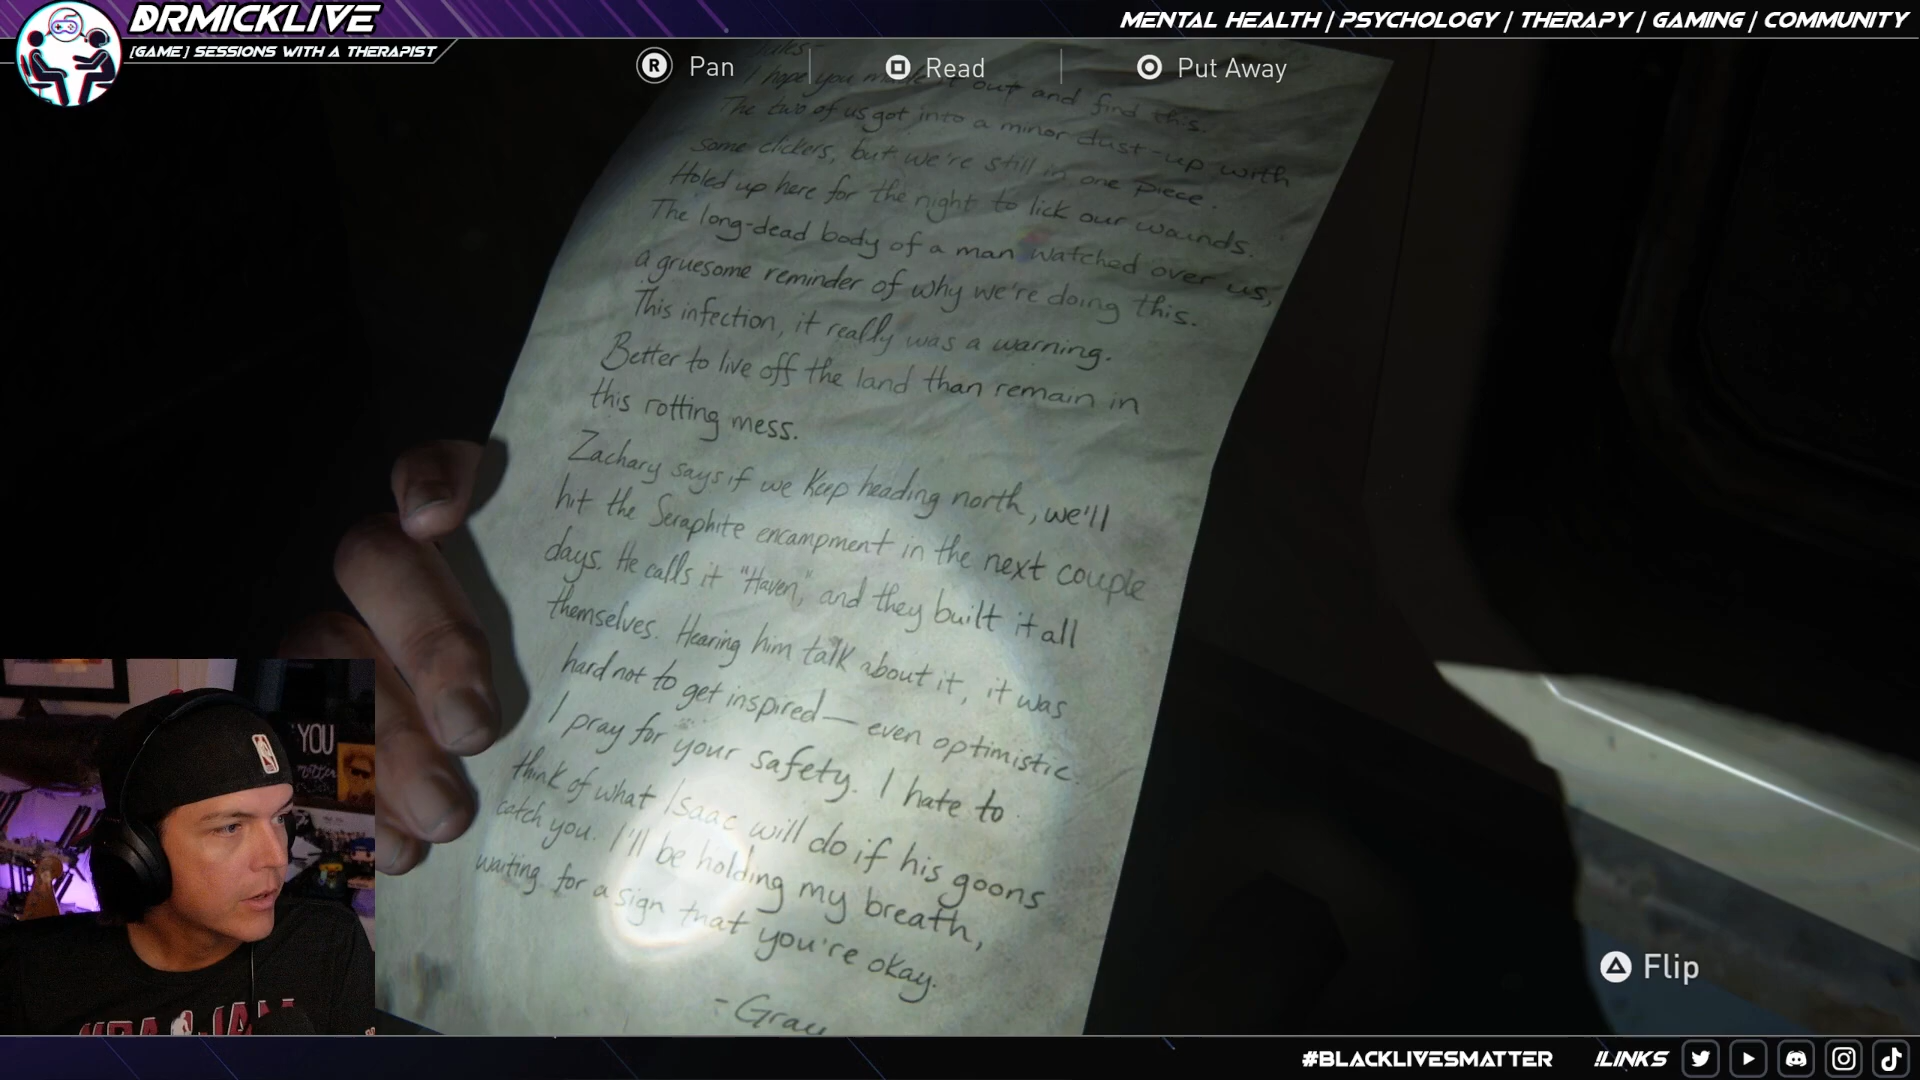 DRMICKLIVE
[GAME] SESSIONS WITH A THERAPIST
MENTAL HEALTH | PSYCHOLOGY | THERAPY | GAMING | COMMUNITY
R Pan
Read
Put Away
I hope you made it out and find this.
The two of us got into a minor dust-up with
some clickers, but we're still in one piece.
Holed up here for the night to lick our wounds.
The long-dead body of a man watched over us,
a gruesome reminder of why we're doing this.
This infection, it really was a warning.
Better to live off the land than remain in
this rotting mess.
Zachary says if we keep heading north, we'll
hit the Seraphite encampment in the next couple
days. He calls it "Haven," and they built it all
themselves. Hearing him talk about it, it was
hard not to get inspired— even optimistic.
I pray for your safety. I hate to
think of what Isaac will do if his goons
catch you. I'll be holding my breath,
waiting for a sign that you're okay.
YOU
Flip
#BLACKLIVESMATTER
!LINKS